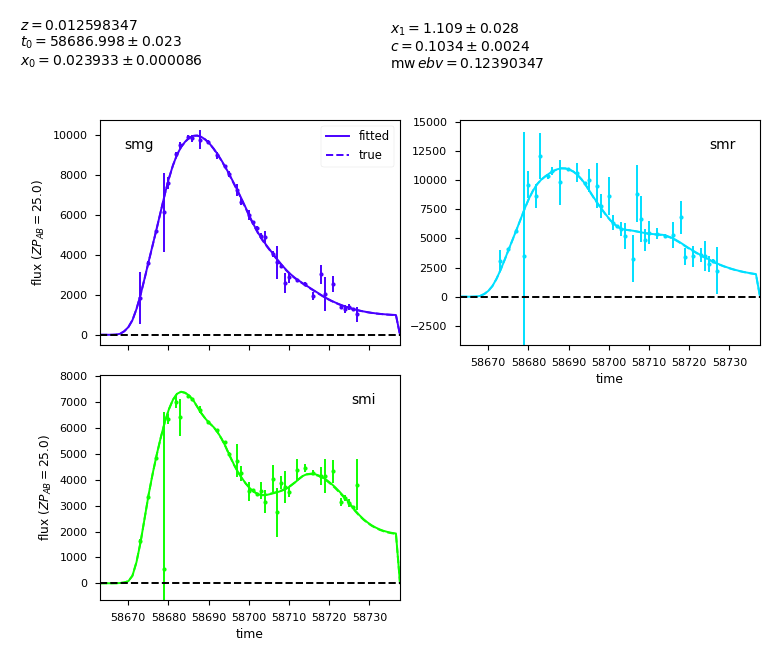 z = 0.012598347
t₀ = 58686.998 ± 0.023
x₀ = 0.023933 ± 0.000086
x₁ = 1.109 ± 0.028
c = 0.1034 ± 0.0024
mw ebv = 0.12390347
smg
fitted
true
10000
8000
6000
4000
2000
0
flux (ZP_AB = 25.0)
smr
15000
12500
10000
7500
5000
2500
0
−2500
58670 58680 58690 58700 58710 58720 58730
time
smi
8000
7000
6000
5000
4000
3000
2000
1000
0
flux (ZP_AB = 25.0)
58670 58680 58690 58700 58710 58720 58730
time